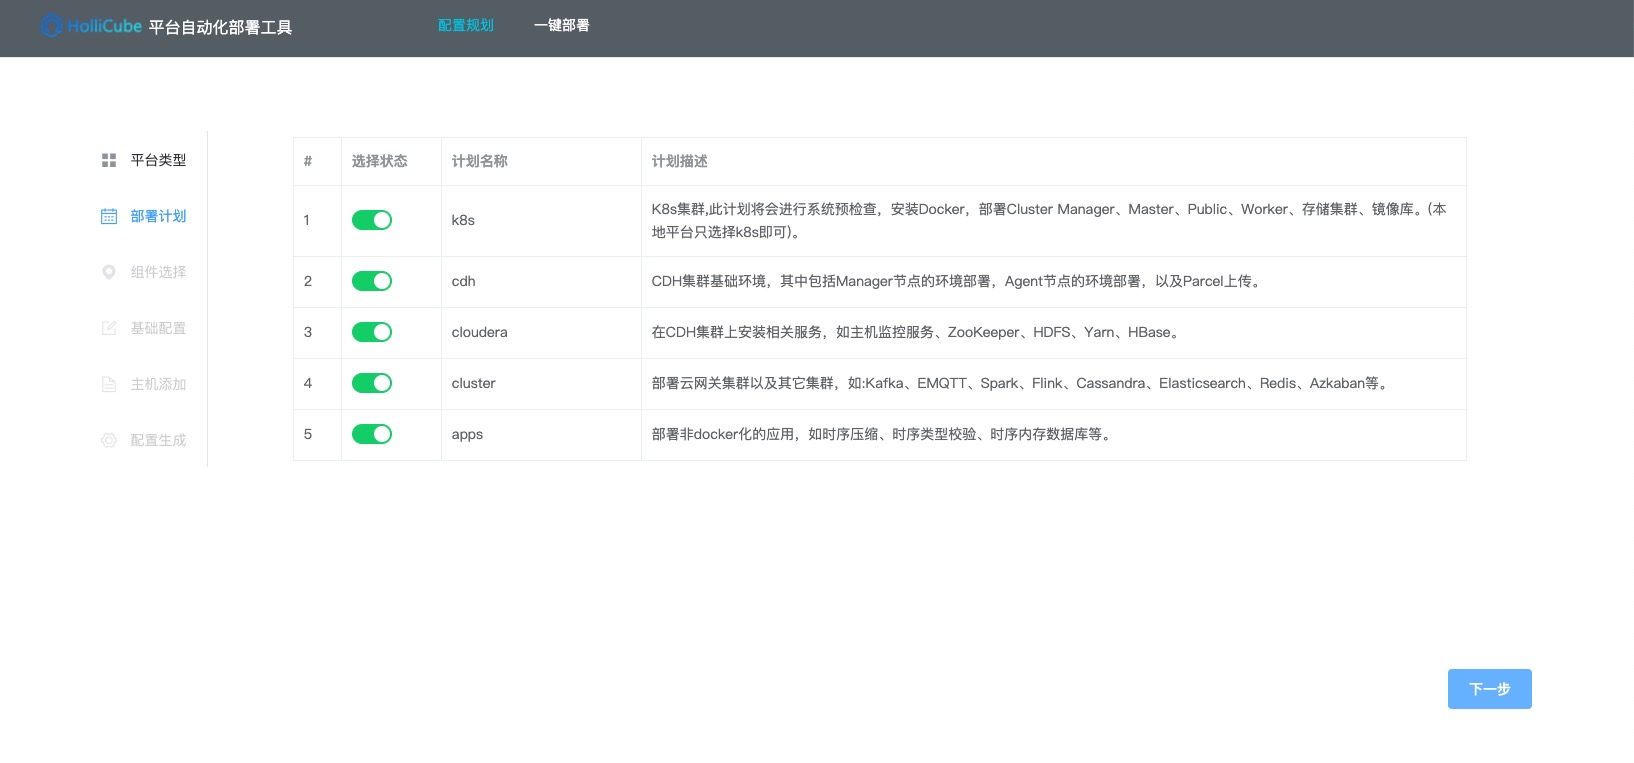 HolliCube 平台自动化部署工具
配置规划
一键部署
平台类型
部署计划
组件选择
基础配置
主机添加
配置生成
# 选择状态 计划名称 计划描述
1 k8s K8s集群,此计划将会进行系统预检查，安装Docker，部署Cluster Manager、Master、Public、Worker、存储集群、镜像库。(本
地平台只选择k8s即可)。
2 cdh CDH集群基础环境，其中包括Manager节点的环境部署，Agent节点的环境部署，以及Parcel上传。
3 cloudera 在CDH集群上安装相关服务，如主机监控服务、ZooKeeper、HDFS、Yarn、HBase。
4 cluster 部署云网关集群以及其它集群，如:Kafka、EMQTT、Spark、Flink、Cassandra、Elasticsearch、Redis、Azkaban等。
5 apps 部署非docker化的应用，如时序压缩、时序类型校验、时序内存数据库等。
下一步